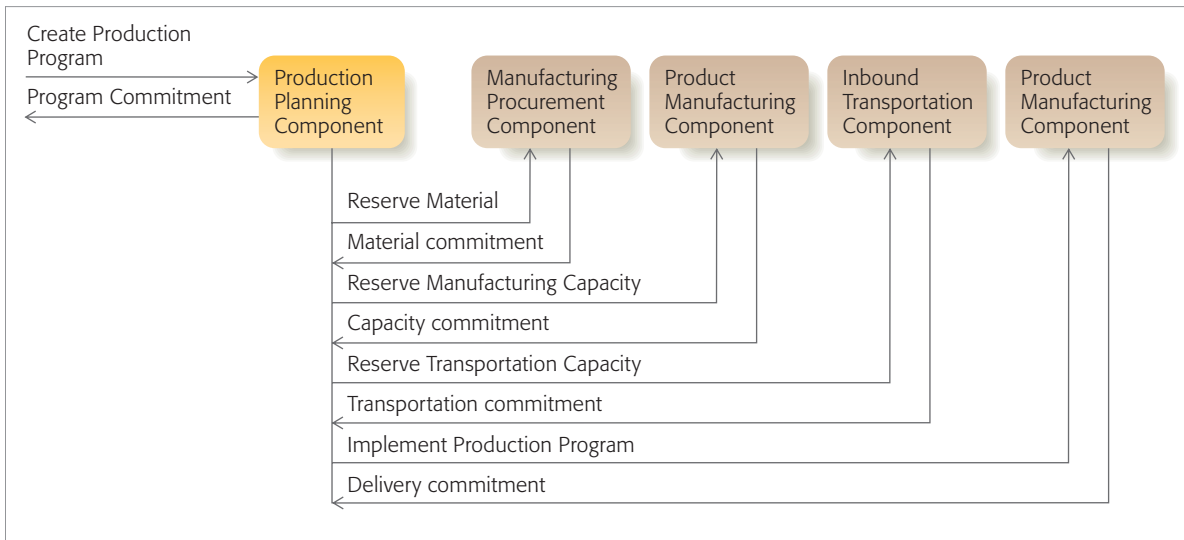 Create Production
Program
Program Commitment
Production
Planning
Component
Manufacturing
Procurement
Component
Product
Manufacturing
Component
Inbound
Transportation
Component
Product
Manufacturing
Component
Reserve Material
Material commitment
Reserve Manufacturing Capacity
Capacity commitment
Reserve Transportation Capacity
Transportation commitment
Implement Production Program
Delivery commitment